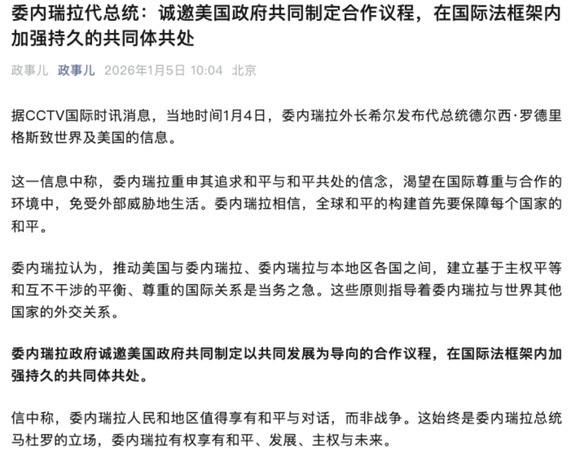 委内瑞拉代总统：诚邀美国政府共同制定合作议程，在国际法框架内
加强持久的共同体共处
政事儿 政事儿 2026年1月5日 10:04 北京
据CCTV国际时讯消息，当地时间1月4日，委内瑞拉外长希尔发布代总统德尔西·罗德里
格斯致世界及美国的信息。
这一信息中称，委内瑞拉重申其追求和平与和平共处的信念，渴望在国际尊重与合作的
环境中，免受外部威胁地生活。委内瑞拉相信，全球和平的构建首先要保障每个国家的
和平。
委内瑞拉认为，推动美国与委内瑞拉、委内瑞拉与本地区各国之间，建立基于主权平等
和互不干涉的平衡、尊重的国际关系是当务之急。这些原则指导着委内瑞拉与世界其他
国家的外交关系。
委内瑞拉政府诚邀美国政府共同制定以共同发展为导向的合作议程，在国际法框架内加
强持久的共同体共处。
信中称，委内瑞拉人民和地区值得享有和平与对话，而非战争。这始终是委内瑞拉总统
马杜罗的立场，委内瑞拉有权享有和平、发展、主权与未来。